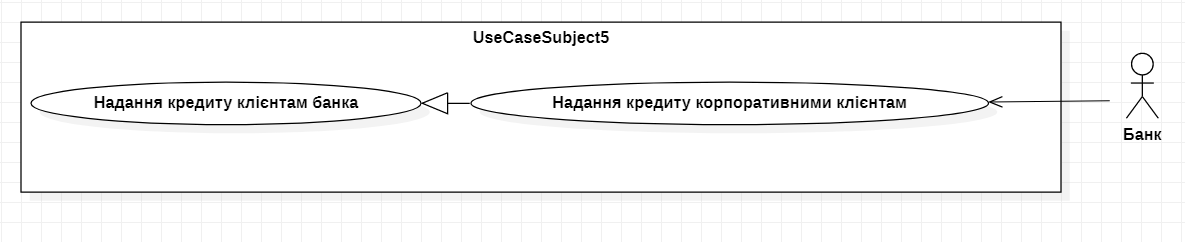 UseCaseSubject5
Надання кредиту клієнтам банка
Надання кредиту корпоративними клієнтам
Банк